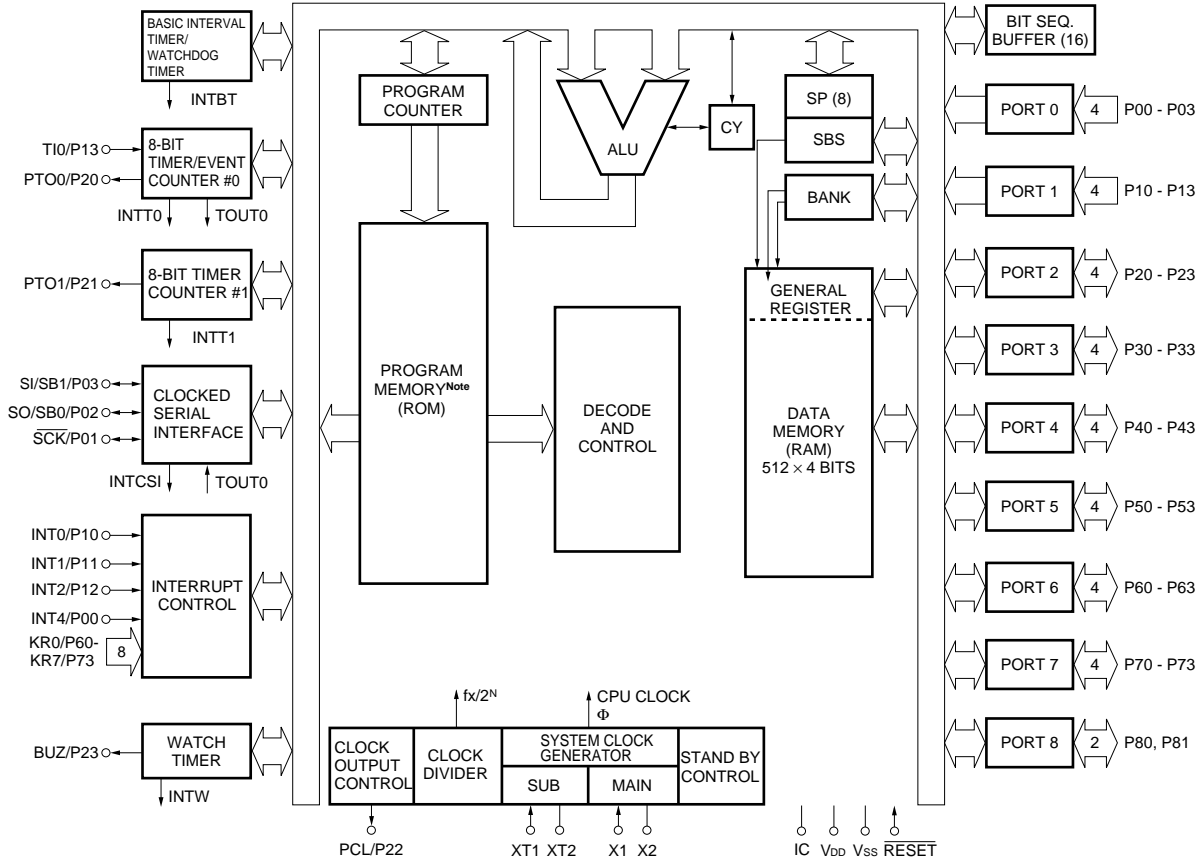 BASIC INTERVAL
TIMER/
WATCHDOG
TIMER
INTBT
TI0/P13
PTO0/P20
8-BIT
TIMER/EVENT
COUNTER #0
INTT0
TOUT0
PTO1/P21
8-BIT TIMER
COUNTER #1
INTT1
SI/SB1/P03
SO/SB0/P02
SCK/P01
CLOCKED
SERIAL
INTERFACE
INTCSI
TOUT0
INT0/P10
INT1/P11
INT2/P12
INT4/P00
KR0/P60-
KR7/P73
8
INTERRUPT
CONTROL
BUZ/P23
WATCH
TIMER
INTW
PROGRAM
COUNTER
ALU
CY
SP (8)
SBS
BANK
PROGRAM
MEMORYNote
(ROM)
DECODE
AND
CONTROL
GENERAL
REGISTER
DATA
MEMORY
(RAM)
512 × 4 BITS
fx/2N
CPU CLOCK
Φ
CLOCK
OUTPUT
CONTROL
CLOCK
DIVIDER
SYSTEM CLOCK
GENERATOR
SUB
MAIN
STAND BY
CONTROL
PCL/P22
XT1
XT2
X1
X2
IC
VDD
VSS
RESET
BIT SEQ.
BUFFER (16)
PORT 0
4
P00 - P03
PORT 1
4
P10 - P13
PORT 2
4
P20 - P23
PORT 3
4
P30 - P33
PORT 4
4
P40 - P43
PORT 5
4
P50 - P53
PORT 6
4
P60 - P63
PORT 7
4
P70 - P73
PORT 8
2
P80, P81